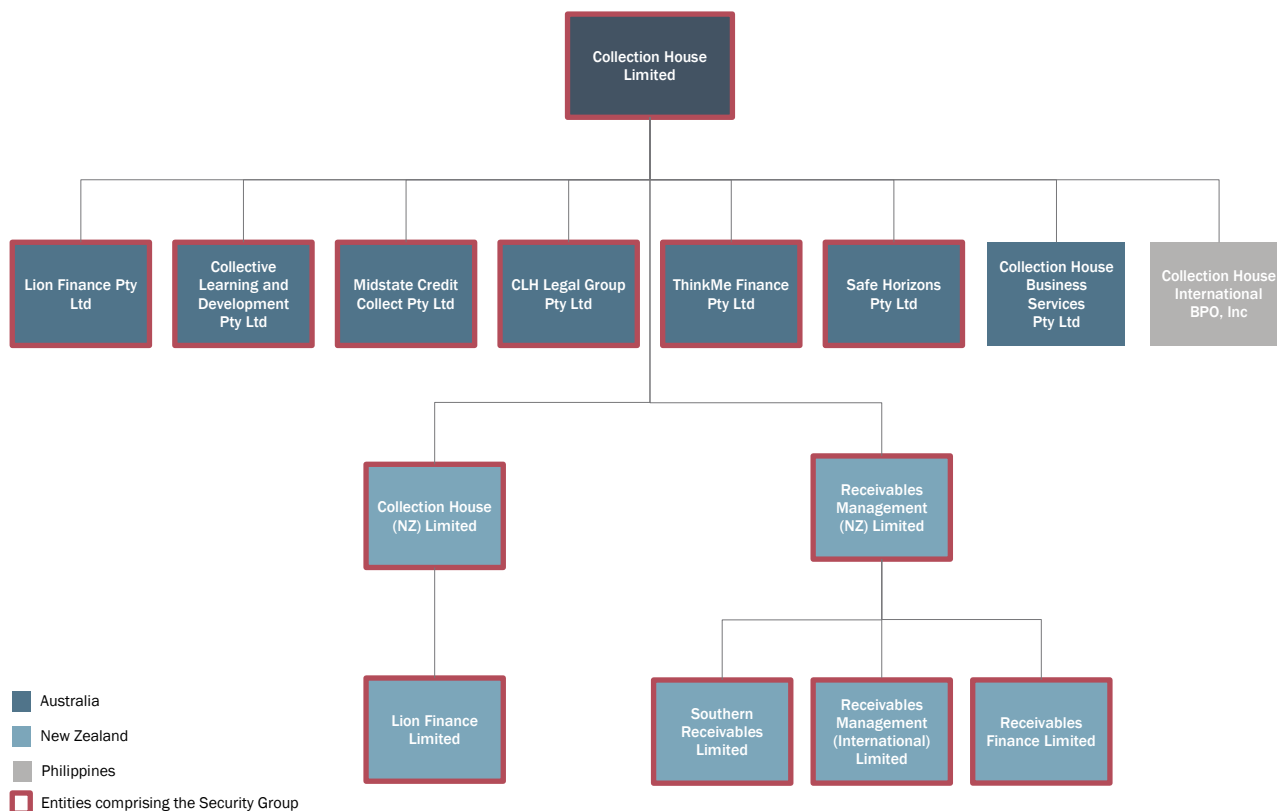 Collection House
Limited
Lion Finance Pty
Ltd
Collective
Learning and
Development
Pty Ltd
Midstate Credit
Collect Pty Ltd
CLH Legal Group
Pty Ltd
ThinkMe Finance
Pty Ltd
Safe Horizons
Pty Ltd
Collection House
Business
Services
Pty Ltd
Collection House
International
BPO, Inc
Collection House
(NZ) Limited
Receivables
Management
(NZ) Limited
Lion Finance
Limited
Southern
Receivables
Limited
Receivables
Management
(International)
Limited
Receivables
Finance Limited
Australia
New Zealand
Philippines
Entities comprising the Security Group